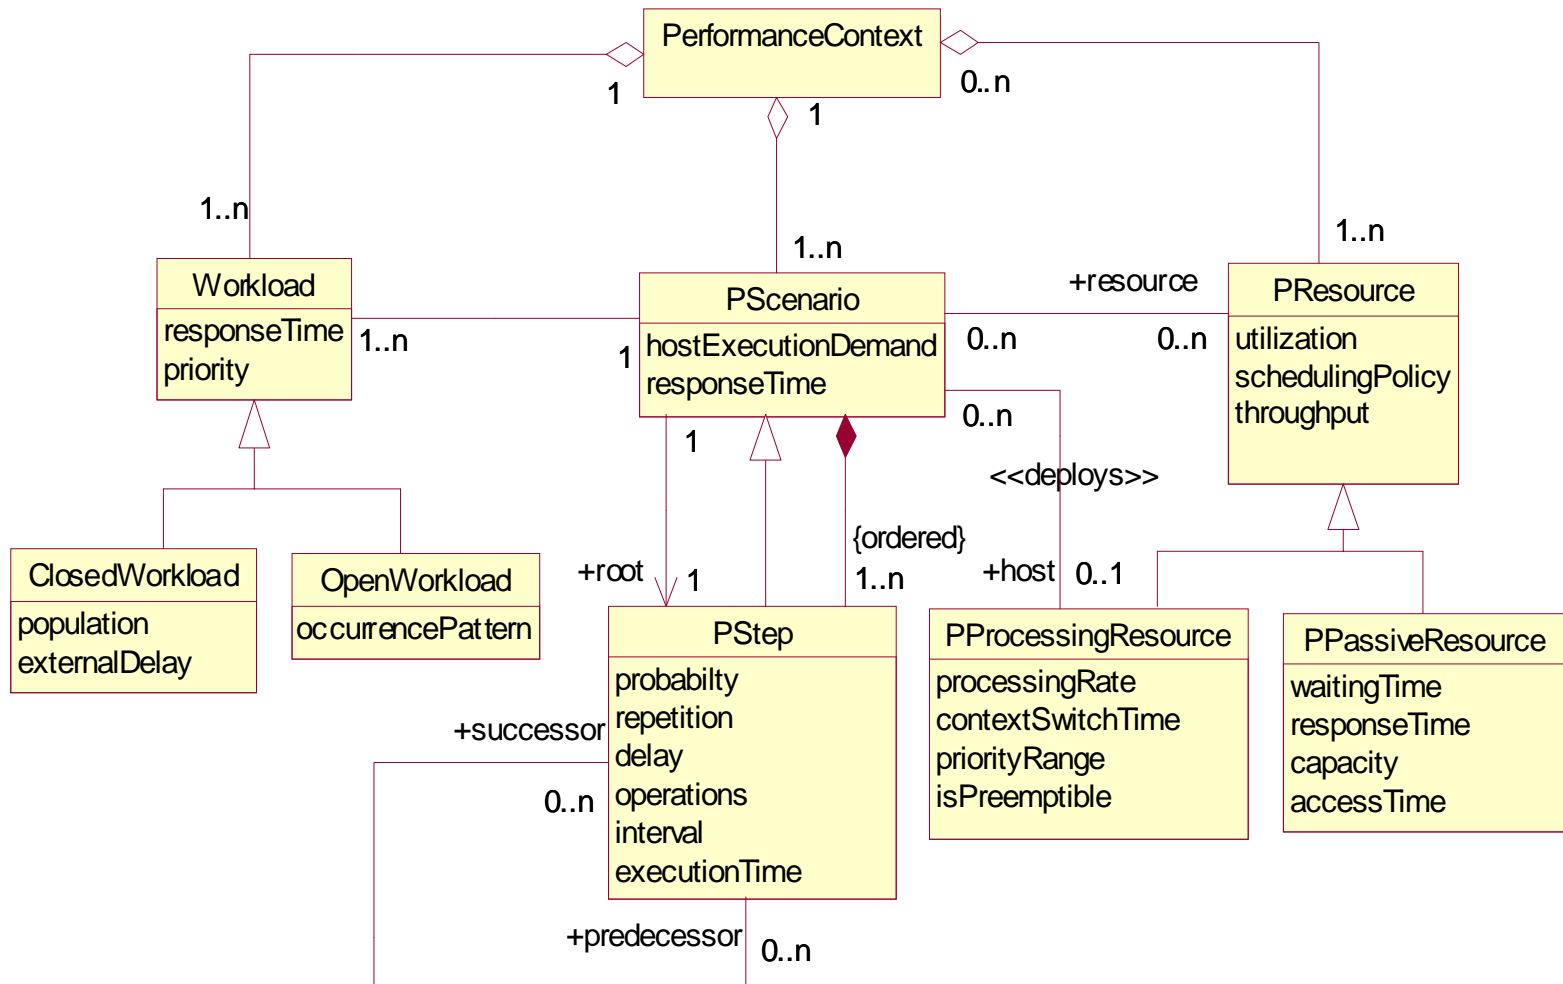 PerformanceContext
1
1
0..n
1..n
1..n
1..n
Workload
responseTime
priority
1..n
1
PScenario
hostExecutionDemand
responseTime
+resource
0..n
0..n
PResource
utilization
schedulingPolicy
throughput
1
0..n
<<deploys>>
{ordered}
+root
1
1..n
+host
0..1
ClosedWorkload
population
externalDelay
OpenWorkload
occurrencePattern
PStep
probabilty
repetition
delay
operations
interval
executionTime
PProcessingResource
processingRate
contextSwitchTime
priorityRange
isPreemptible
PPassiveResource
waitingTime
responseTime
capacity
accessTime
+successor
0..n
+predecessor
0..n